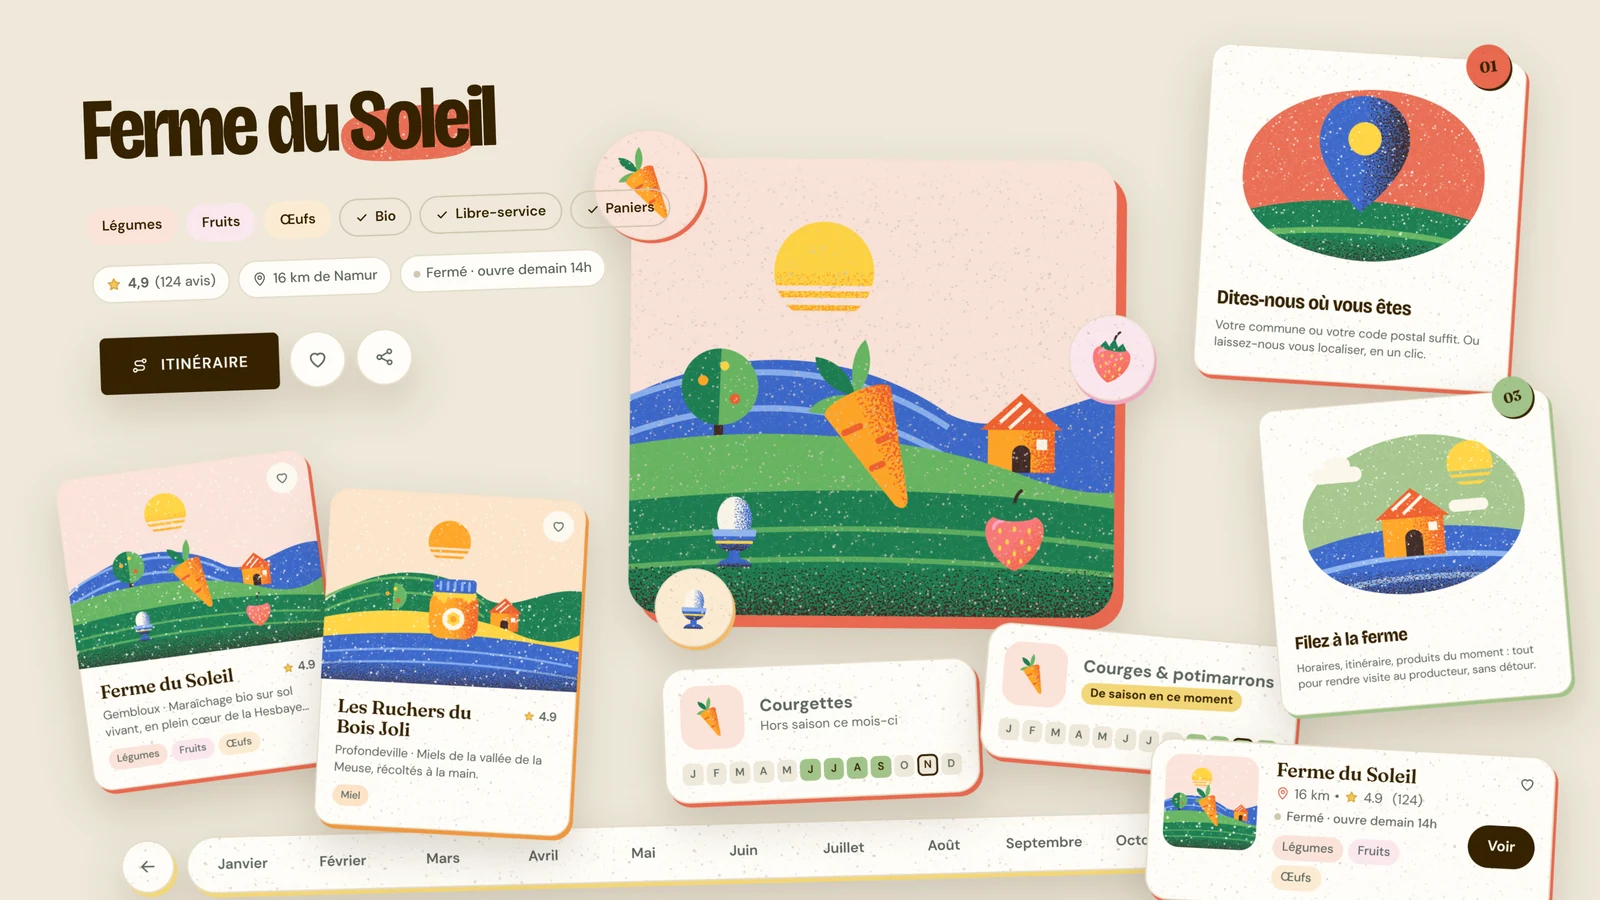 Ferme du Soleil
Légumes
Fruits
Œufs
Bio
Libre-service
Paniers
4,9 (124 avis)
16 km de Namur
Fermé · ouvre demain 14h
ITINÉRAIRE
01
Dites-nous où vous êtes
Votre commune ou votre code postal suffit. Ou
laissez-nous vous localiser, en un clic.
03
Filez à la ferme
Horaires, itinéraire, produits du moment : tout
pour rendre visite au producteur, sans détour.
Ferme du Soleil
4.9
Gembloux · Maraîchage bio sur sol
vivant, en plein cœur de la Hesbaye...
Légumes
Fruits
Œufs
Les Ruchers du
Bois Joli
4.9
Profondeville · Miels de la vallée de la
Meuse, récoltés à la main.
Miel
Courgettes
Hors saison ce mois-ci
J F M A M J J A S O N D
Courges & potimarrons
De saison en ce moment
J F M A M J J
Ferme du Soleil
16 km • 4.9 (124)
Fermé · ouvre demain 14h
Légumes
Fruits
Œufs
Voir
Janvier
Février
Mars
Avril
Mai
Juin
Juillet
Août
Septembre
Octo